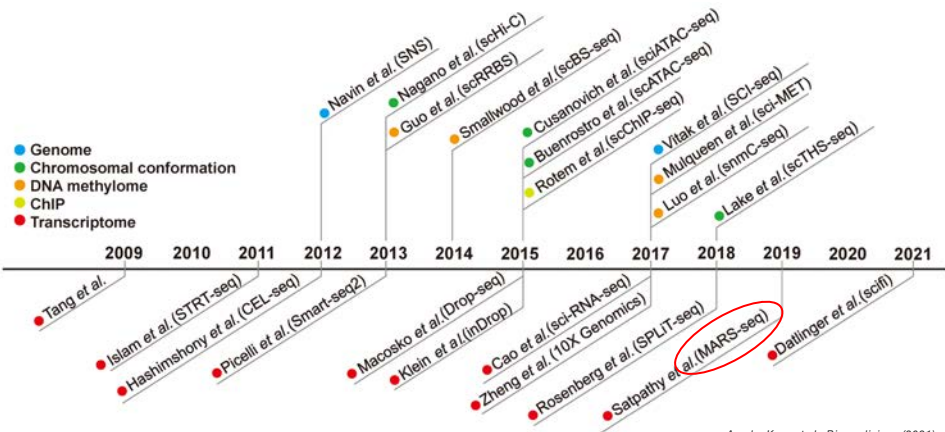 Navin et al.(SNS)
Nagano et al.(scHi-C)
Guo et al.(scRRBS)
Smallwood et al.(scBS-seq)
Cusanovich et al.(sciATAC-seq)
Buenrostro et al.(scATAC-seq)
Rotem et al.(scChIP-seq)
Vitak et al.(SCI-seq)
Mulqueen et al.(sci-MET)
Luo et al.(snmC-seq)
Lake et al.(scTHS-seq)
Genome
Chromosomal conformation
DNA methylome
ChIP
Transcriptome
2009 2010 2011 2012 2013 2014 2015 2016 2017 2018 2019 2020 2021
Tang et al.
Islam et al.(STRT-seq)
Hashimshony et al.(CEL-seq)
Picelli et al.(Smart-seq2)
Macosko et al.(Drop-seq)
Klein et al.(inDrop)
Cao et al.(sci-RNA-seq)
Zheng et al.(10X Genomics)
Rosenberg et al.(SPLiT-seq)
Satpathy et al.(MARS-seq)
Datlinger et al.(scifi)